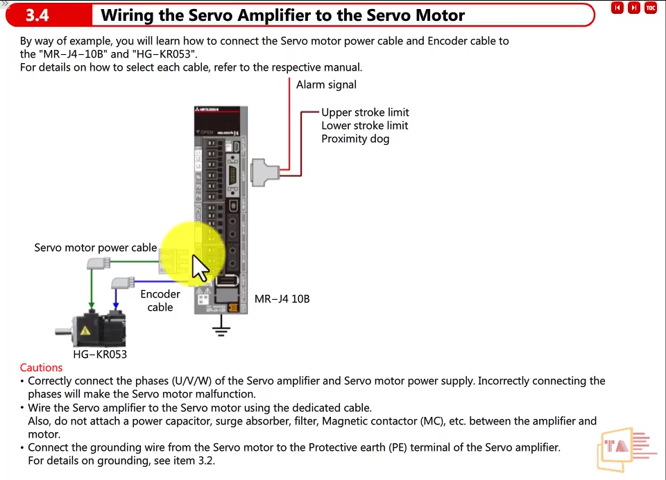 3.4 Wiring the Servo Amplifier to the Servo Motor
TOC
By way of example, you will learn how to connect the Servo motor power cable and Encoder cable to
the "MR-J4-10B" and "HG-KR053".
For details on how to select each cable, refer to the respective manual.
Alarm signal
Upper stroke limit
Lower stroke limit
Proximity dog
Servo motor power cable
Encoder
cable
MR-J4 10B
HG-KR053
Cautions
• Correctly connect the phases (U/V/W) of the Servo amplifier and Servo motor power supply. Incorrectly connecting the
phases will make the Servo motor malfunction.
• Wire the Servo amplifier to the Servo motor using the dedicated cable.
Also, do not attach a power capacitor, surge absorber, filter, Magnetic contactor (MC), etc. between the amplifier and
motor.
• Connect the grounding wire from the Servo motor to the Protective earth (PE) terminal of the Servo amplifier.
For details on grounding, see item 3.2.
TA